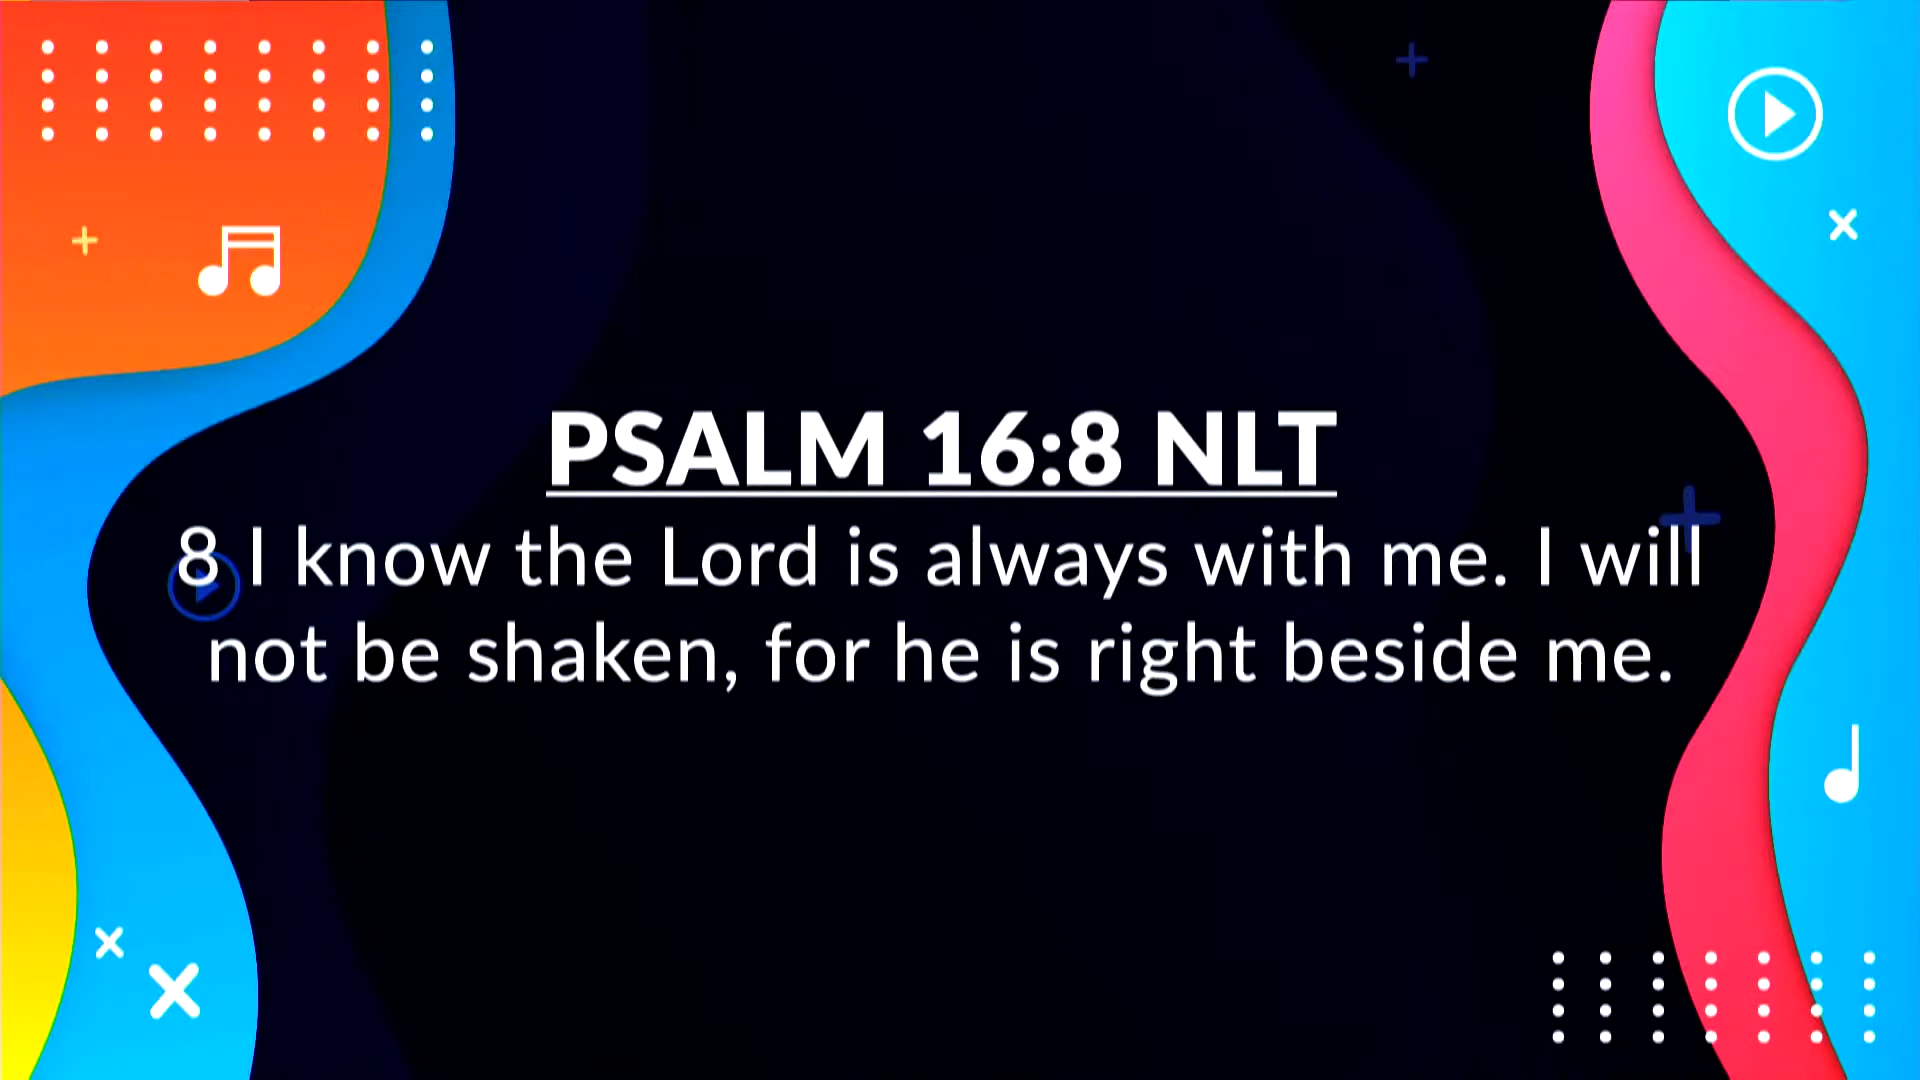 PSALM 16:8 NLT
8 I know the Lord is always with me. I will
not be shaken, for he is right beside me.